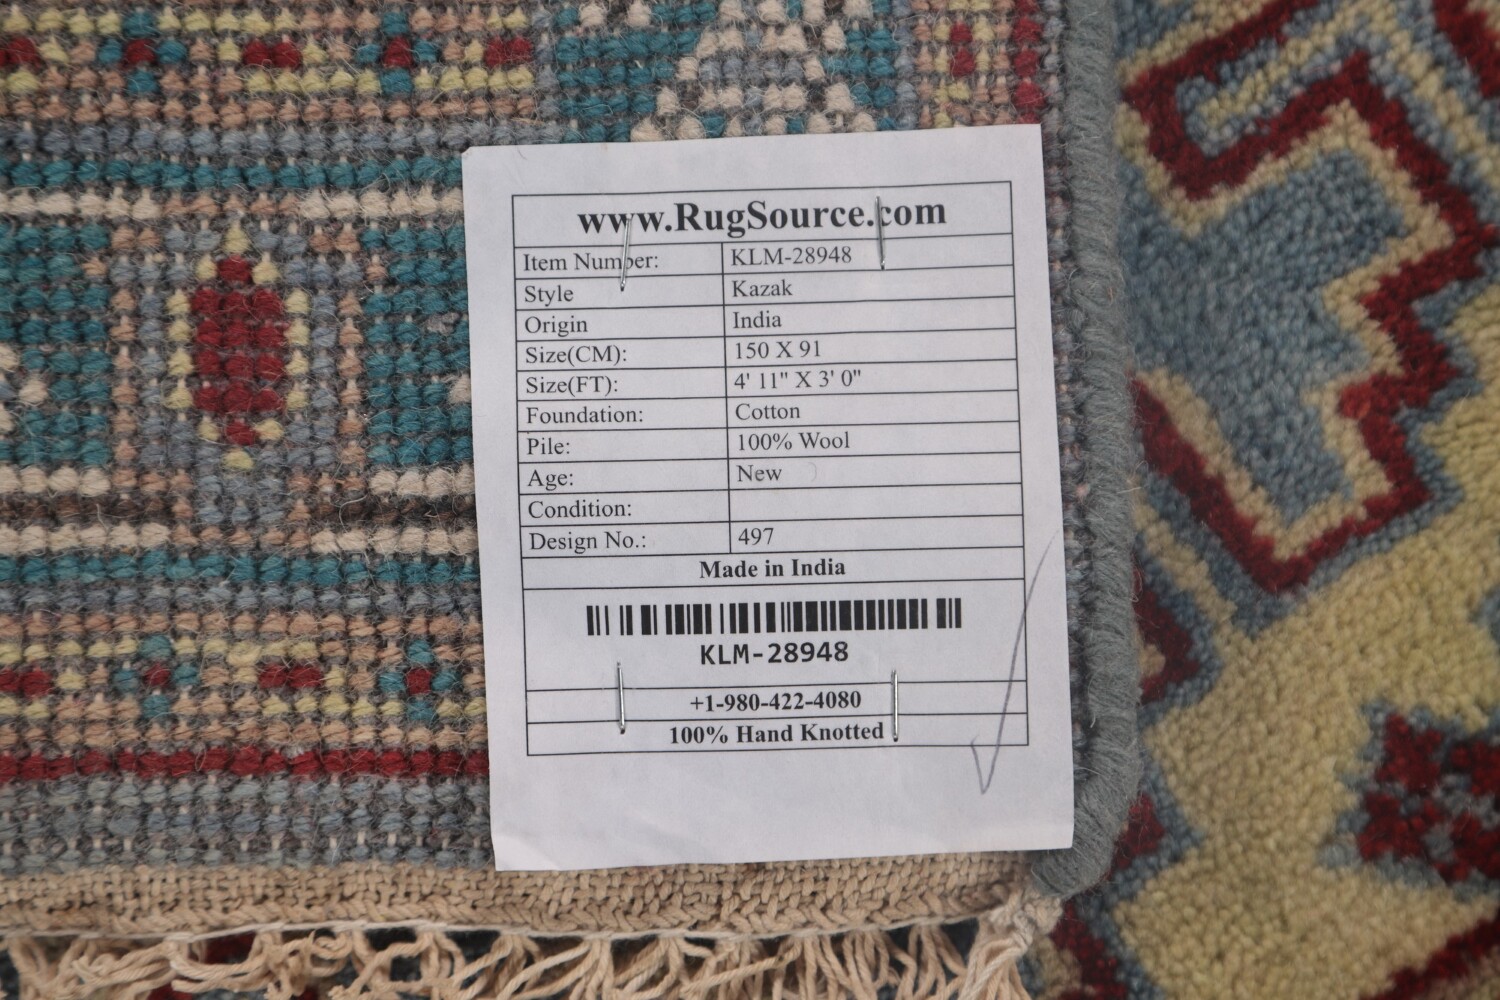 www.RugSource.com
Item Number: KLM-28948
Style Kazak
Origin India
Size(CM): 150 X 91
Size(FT): 4' 11" X 3' 0"
Foundation: Cotton
Pile: 100% Wool
Age: New
Condition:
Design No.: 497
Made in India
KLM-28948
+1-980-422-4080
100% Hand Knotted